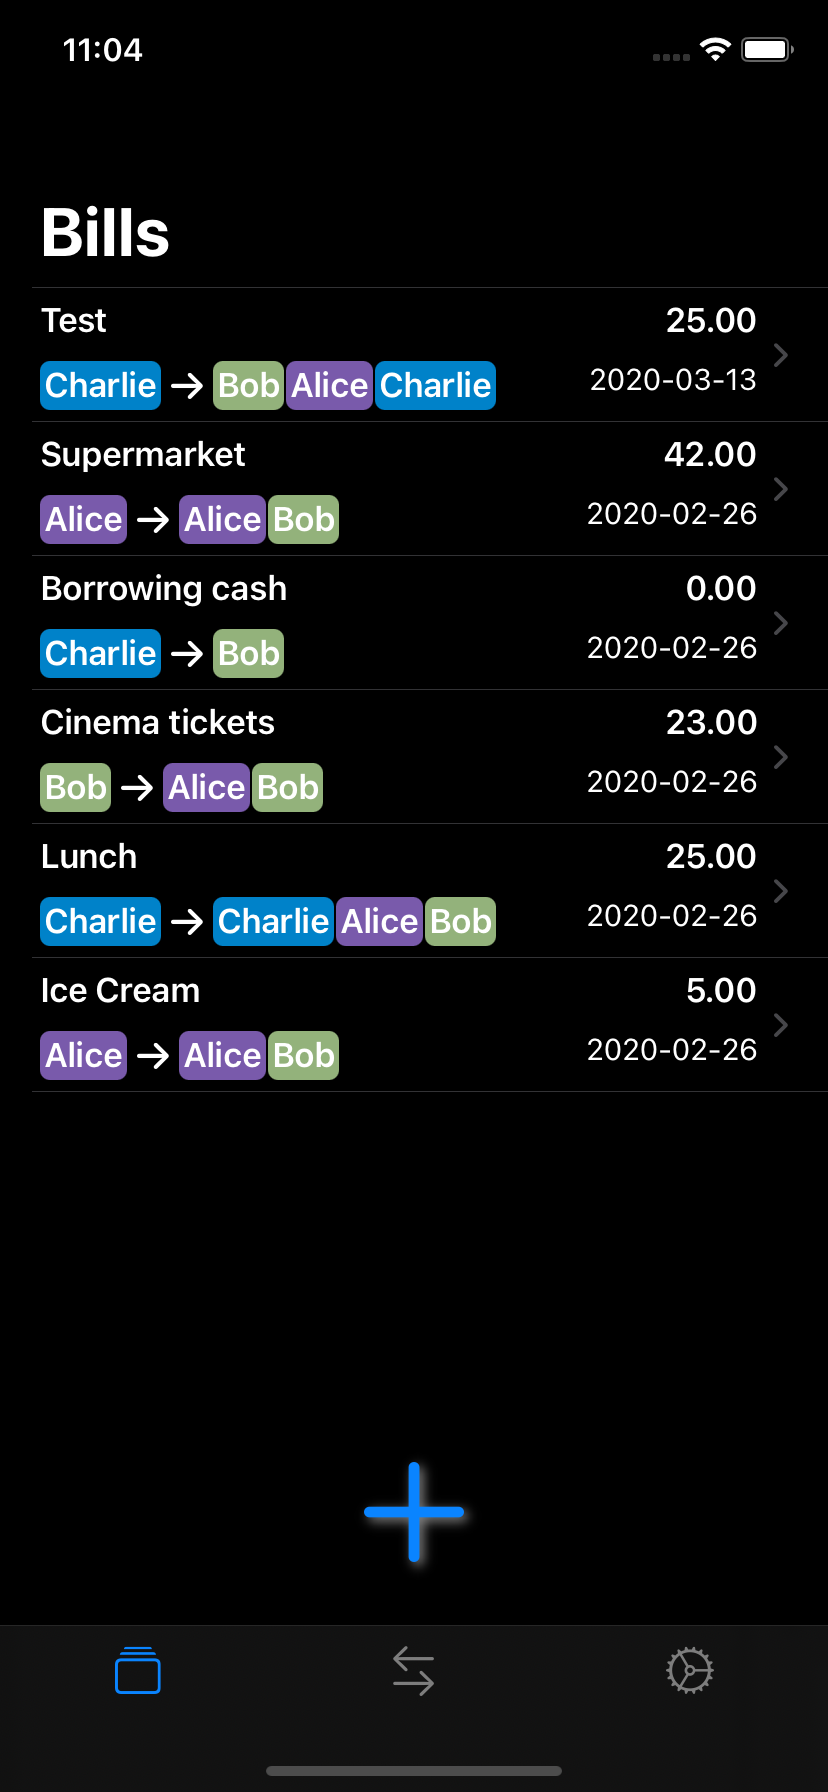 11:04
Bills
Test 25.00
Charlie → Bob Alice Charlie 2020-03-13
Supermarket 42.00
Alice → Alice Bob 2020-02-26
Borrowing cash 0.00
Charlie → Bob 2020-02-26
Cinema tickets 23.00
Bob → Alice Bob 2020-02-26
Lunch 25.00
Charlie → Charlie Alice Bob 2020-02-26
Ice Cream 5.00
Alice → Alice Bob 2020-02-26